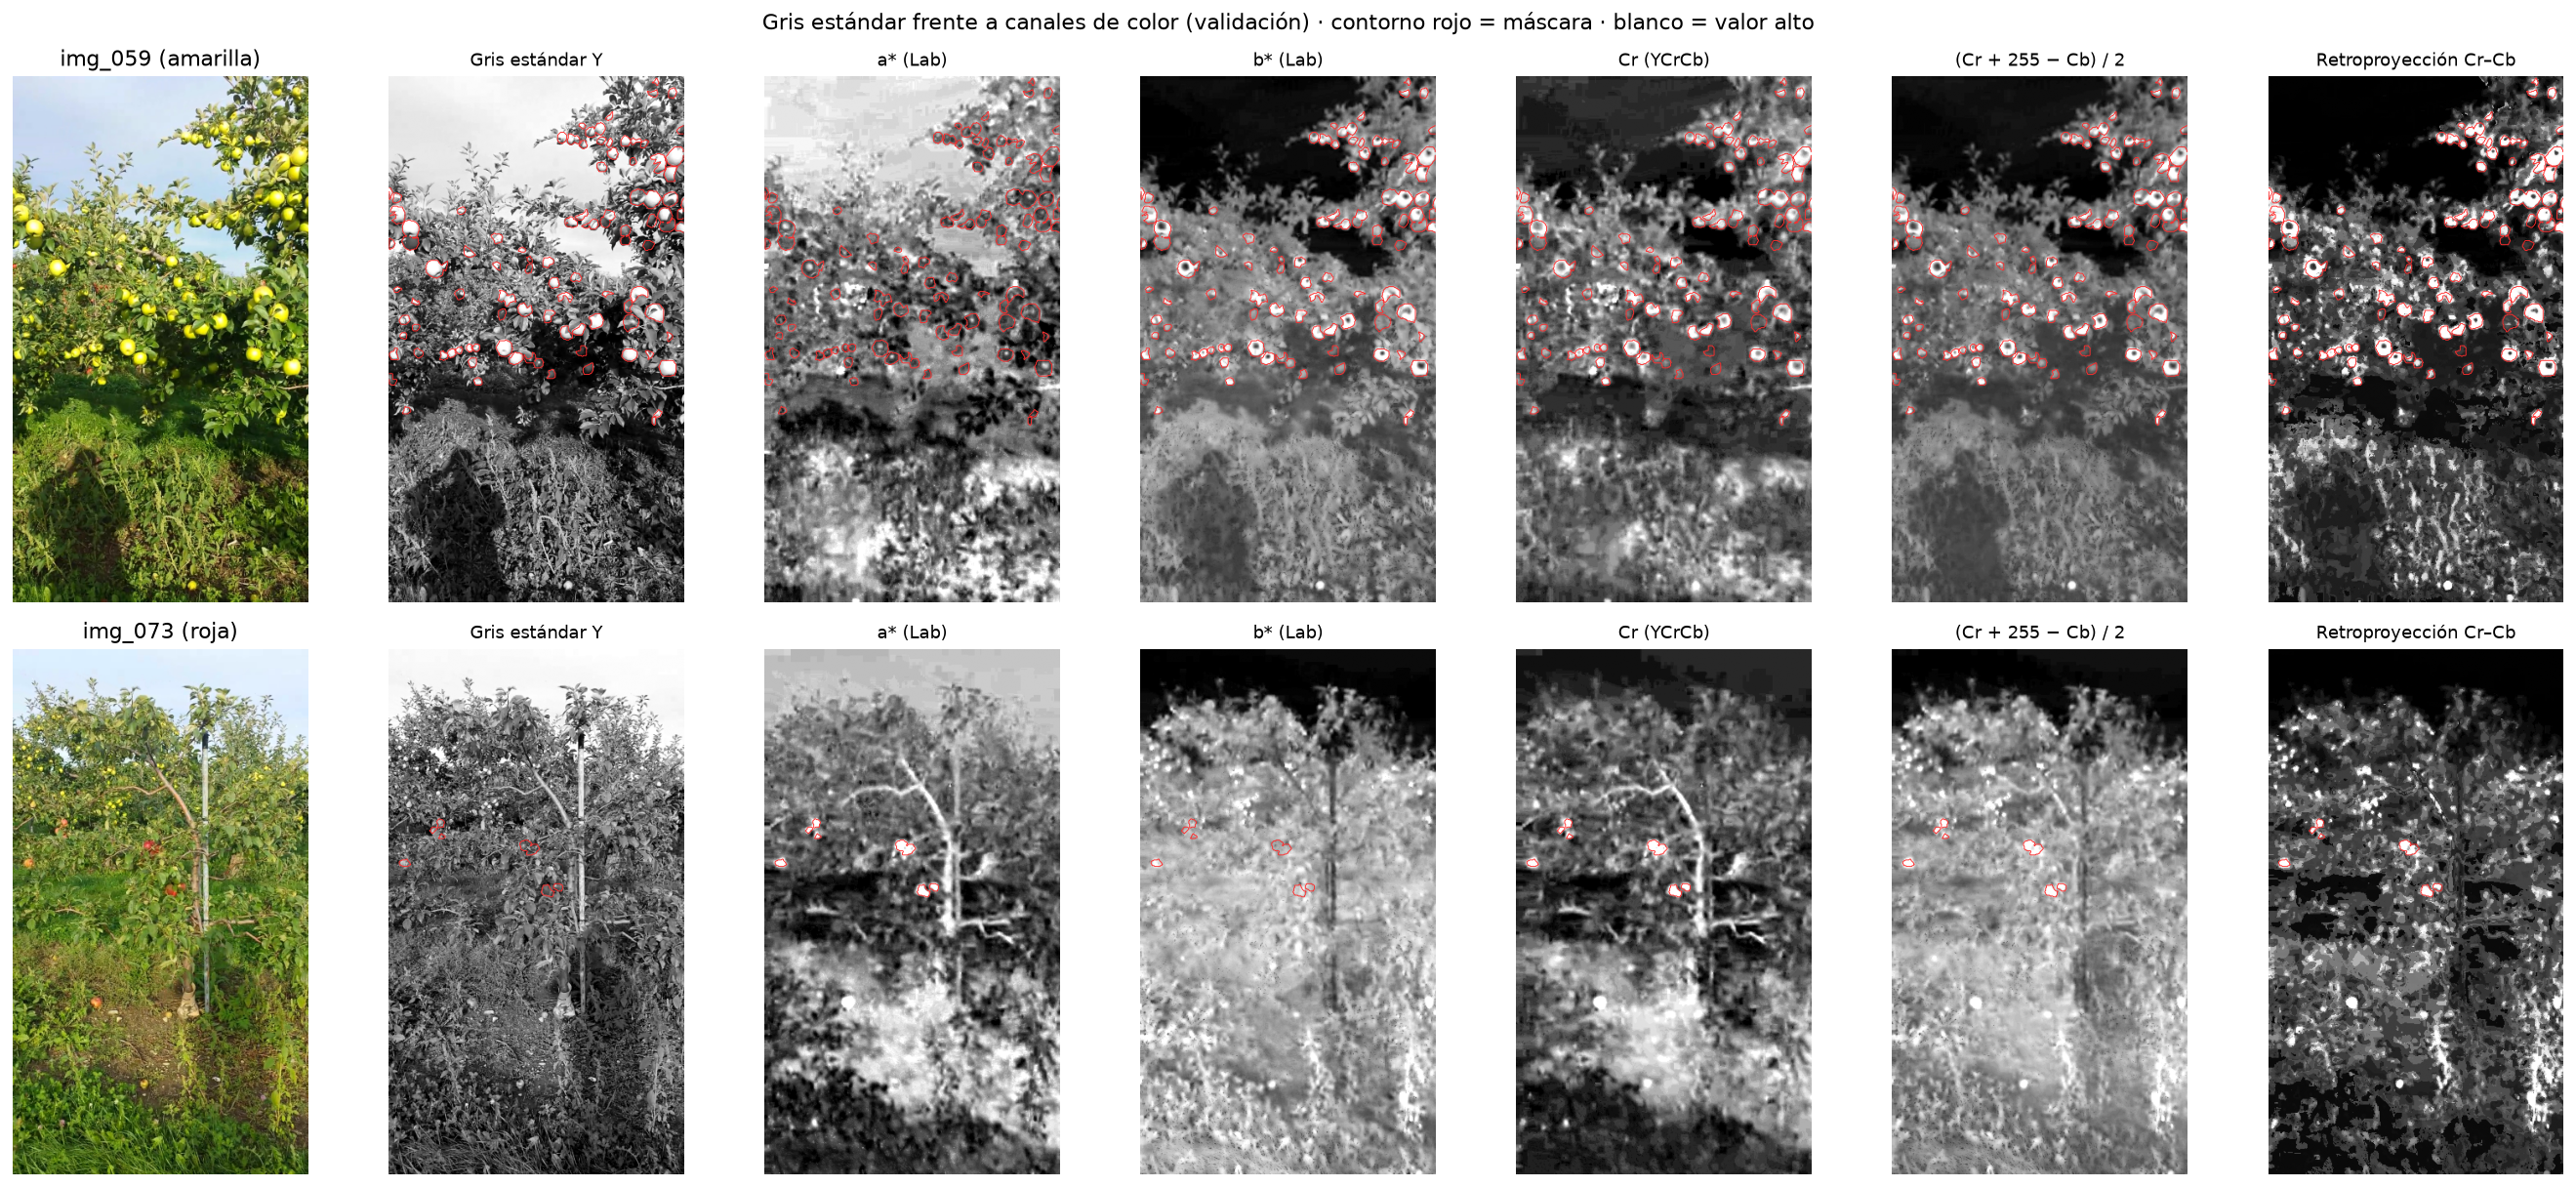 Gris estándar frente a canales de color (validación) · contorno rojo = máscara · blanco = valor alto
img_059 (amarilla)
Gris estándar Y
a* (Lab)
b* (Lab)
Cr (YCrCb)
(Cr + 255 − Cb) / 2
Retroproyección Cr–Cb
img_073 (roja)
Gris estándar Y
a* (Lab)
b* (Lab)
Cr (YCrCb)
(Cr + 255 − Cb) / 2
Retroproyección Cr–Cb